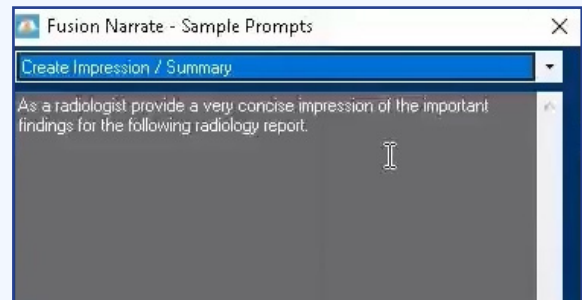 Fusion Narrate - Sample Prompts
Create Impression / Summary
As a radiologist provide a very concise impression of the important
findings for the following radiology report.